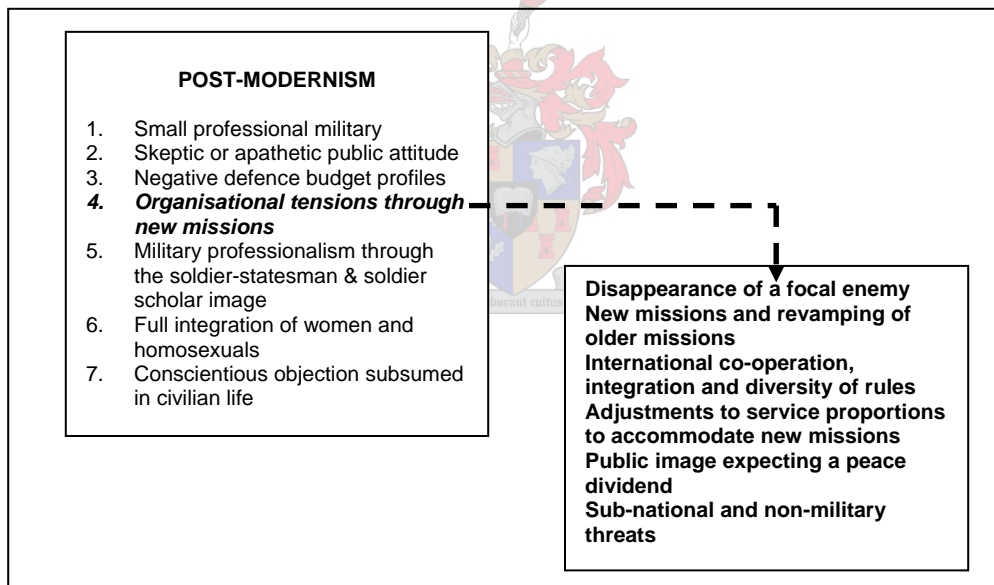 POST-MODERNISM
1. Small professional military
2. Skeptic or apathetic public attitude
3. Negative defence budget profiles
4. Organisational tensions through
new missions
5. Military professionalism through
the soldier-statesman & soldier
scholar image
6. Full integration of women and
homosexuals
7. Conscientious objection subsumed
in civilian life
Disappearance of a focal enemy
New missions and revamping of
older missions
International co-operation,
integration and diversity of rules
Adjustments to service proportions
to accommodate new missions
Public image expecting a peace
dividend
Sub-national and non-military
threats
cultus